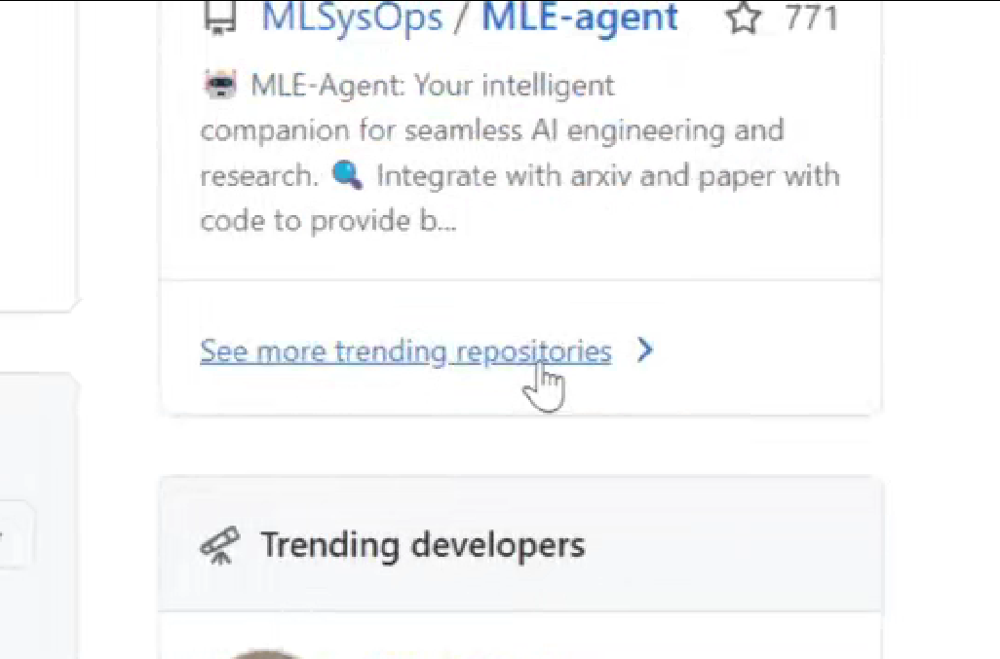 MLSysOps / MLE-agent 771
MLE-Agent: Your intelligent
companion for seamless AI engineering and
research. 🔍 Integrate with arxiv and paper with
code to provide b...
See more trending repositories
Trending developers